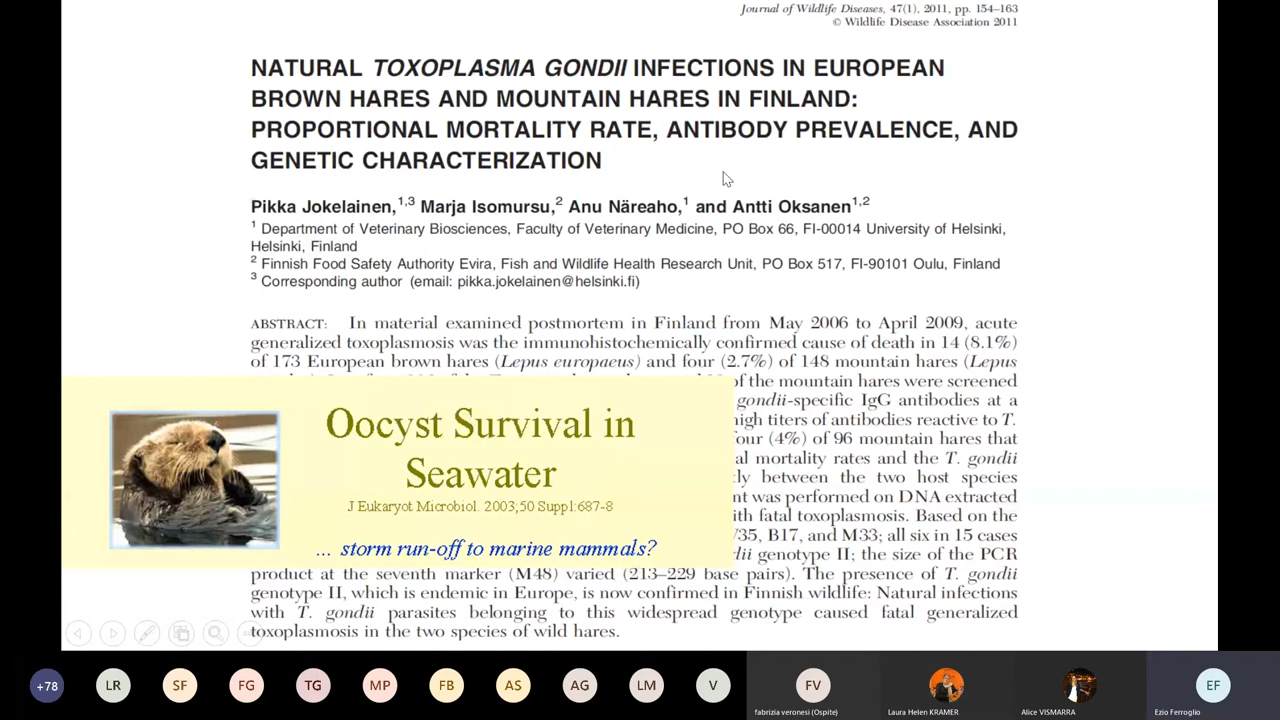 Journal of Wildlife Diseases, 47(1), 2011, pp. 154–163
© Wildlife Disease Association 2011
NATURAL TOXOPLASMA GONDII INFECTIONS IN EUROPEAN
BROWN HARES AND MOUNTAIN HARES IN FINLAND:
PROPORTIONAL MORTALITY RATE, ANTIBODY PREVALENCE, AND
GENETIC CHARACTERIZATION
Pikka Jokelainen,1,3 Marja Isomursu,2 Anu Näreaho,1 and Antti Oksanen1,2
1 Department of Veterinary Biosciences, Faculty of Veterinary Medicine, PO Box 66, FI-00014 University of Helsinki,
Helsinki, Finland
2 Finnish Food Safety Authority Evira, Fish and Wildlife Health Research Unit, PO Box 517, FI-90101 Oulu, Finland
3 Corresponding author (email: pikka.jokelainen@helsinki.fi)
ABSTRACT: In material examined postmortem in Finland from May 2006 to April 2009, acute
generalized toxoplasmosis was the immunohistochemically confirmed cause of death in 14 (8.1%)
of 173 European brown hares (Lepus europaeus) and four (2.7%) of 148 mountain hares (Lepus
of the mountain hares were screened
gondii-specific IgG antibodies at a
high titers of antibodies reactive to T.
four (4%) of 96 mountain hares that
al mortality rates and the T. gondii
tly between the two host species
nt was performed on DNA extracted
ith fatal toxoplasmosis. Based on the
35, B17, and M33; all six in 15 cases
dii genotype II; the size of the PCR
product at the seventh marker (M48) varied (213–229 base pairs). The presence of T. gondii
genotype II, which is endemic in Europe, is now confirmed in Finnish wildlife: Natural infections
with T. gondii parasites belonging to this widespread genotype caused fatal generalized
toxoplasmosis in the two species of wild hares.
Oocyst Survival in
Seawater
J Eukaryot Microbiol. 2003;50 Suppl:687-8
... storm run-off to marine mammals?
+78
LR
SF
FG
TG
MP
FB
AS
AG
LM
V
FV
fabrizia veronesi (Ospite)
Laura Helen KRAMER
Alice VISMARRA
EF
Ezio Ferroglio